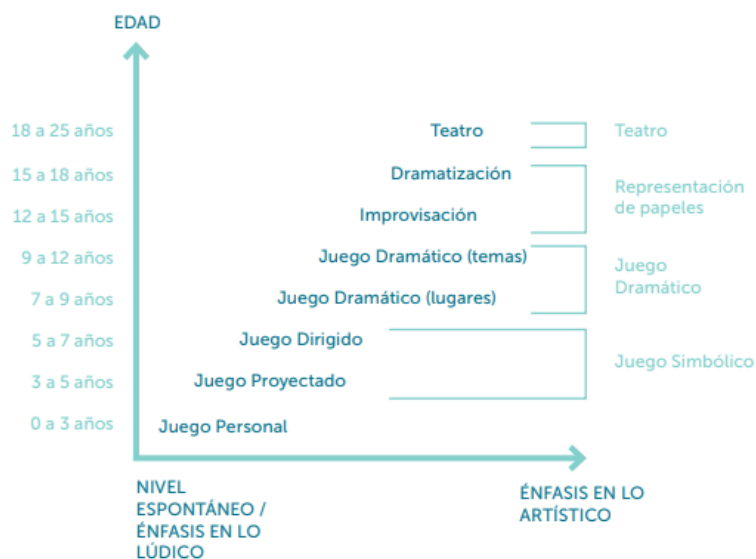 EDAD
18 a 25 años
Teatro
Teatro
15 a 18 años
Dramatización
Representación
de papeles
12 a 15 años
Improvisación
9 a 12 años
Juego Dramático (temas)
Juego
Dramático
7 a 9 años
Juego Dramático (lugares)
5 a 7 años
Juego Dirigido
Juego Simbólico
3 a 5 años
Juego Proyectado
0 a 3 años
Juego Personal
NIVEL
ESPONTÁNEO /
ÉNFASIS EN LO
LÚDICO
ÉNFASIS EN LO
ARTÍSTICO